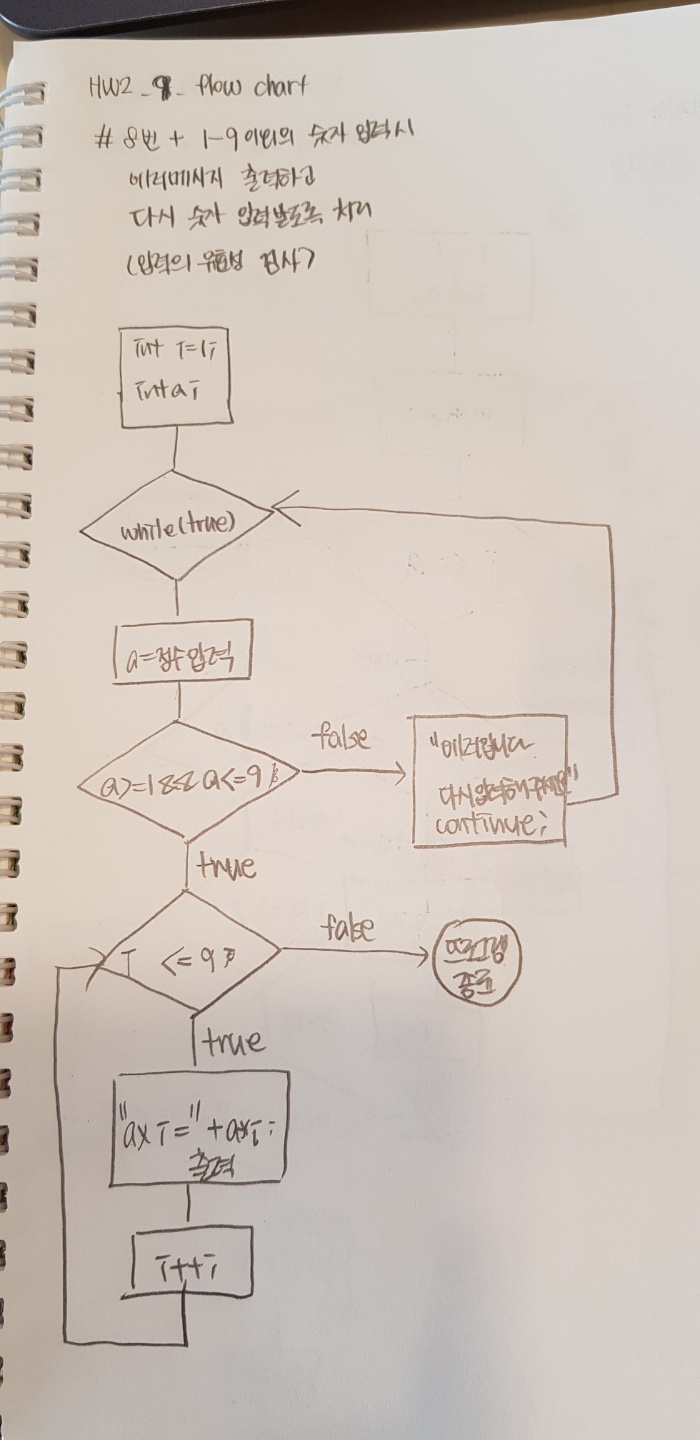 HW2_9_ flow chart
# 8번 + 1-9 이외의 숫자 입력시
에러메시지 출력하고
다시 숫자 입력받도록 처리
(입력의 유효성 검사)
int i=1;
int a;
while(true)
a=정수입력
a>=1 && a<=9
false
"에러입니다
다시입력해주세요"
continue;
true
i <= 9
false
프로그램
종료
true
"a x i =" + a*i;
출력
i++;